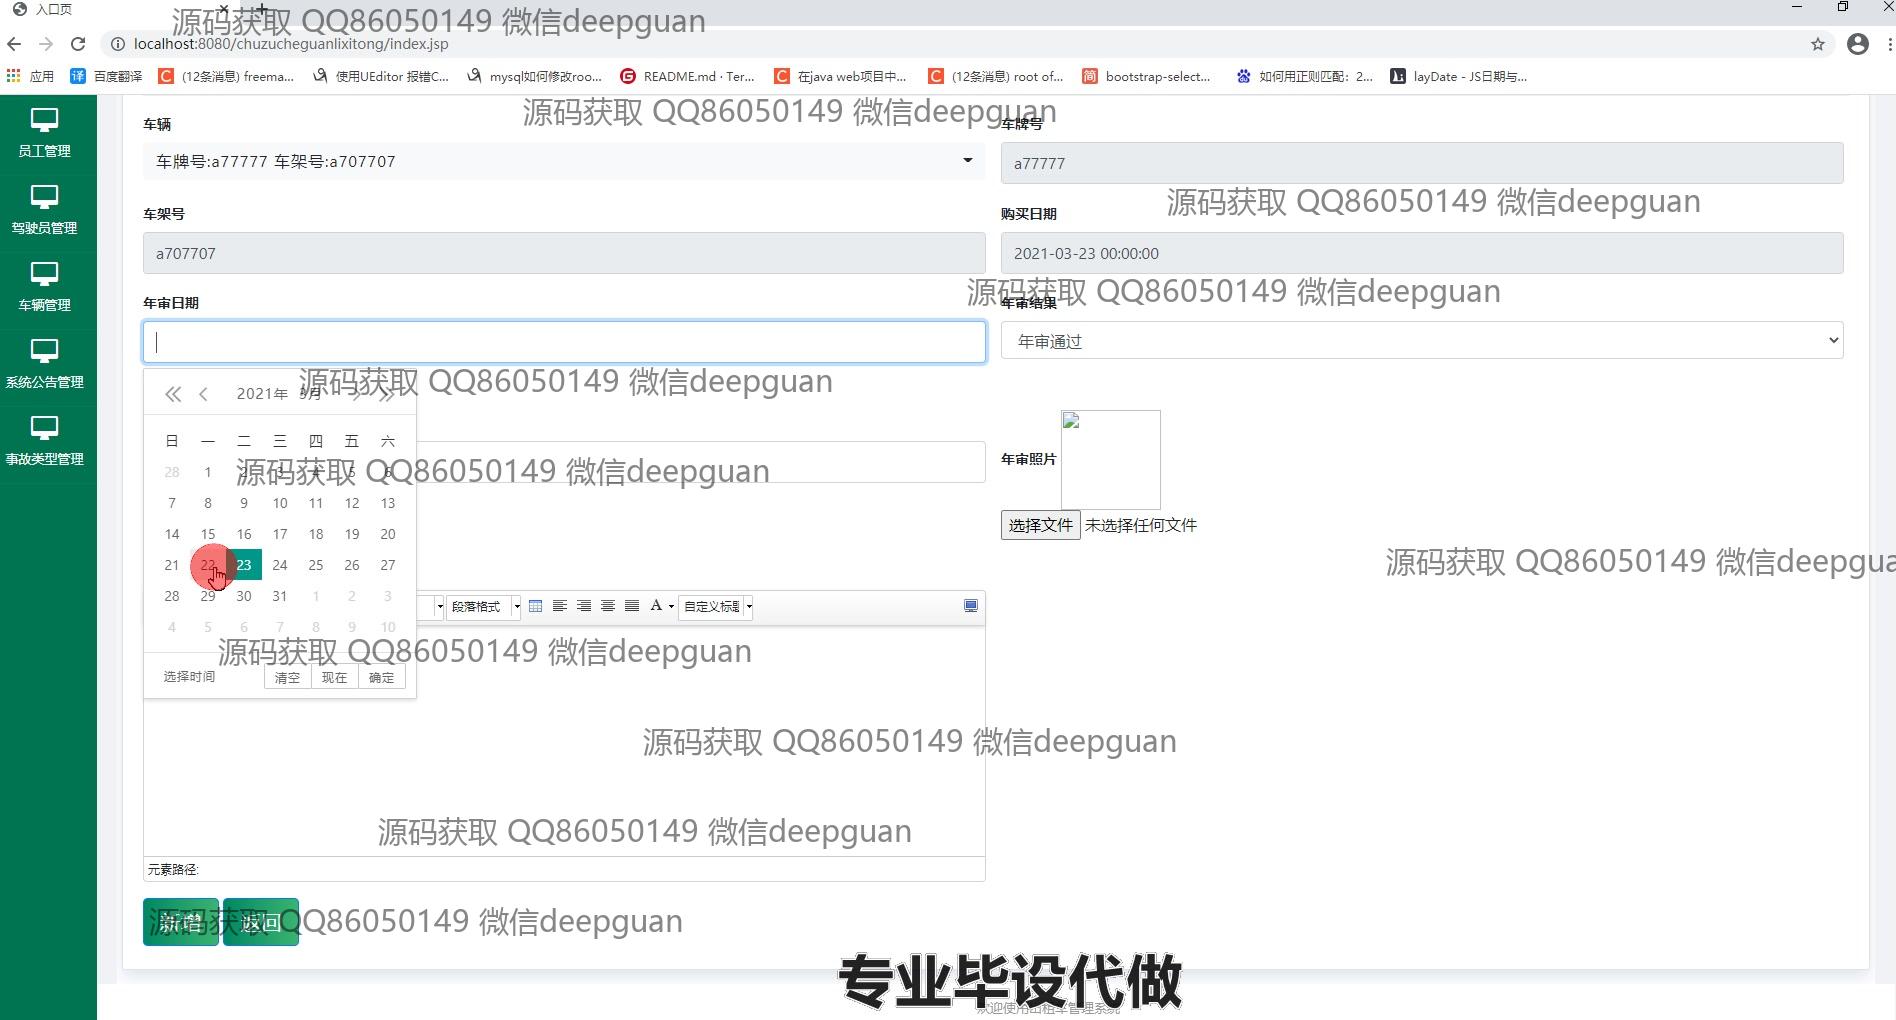 入口页
源码获取 QQ86050149 微信deepguan
localhost:8080/chuzucheguanlixitong/index.jsp
应用 百度翻译 (12条消息) freema... 使用UEditor 报错C... mysql如何修改roo... README.md · Ter... 在java web项目中... (12条消息) root of... bootstrap-select... 如何用正则匹配：2... layDate - JS日期与...
源码获取 QQ86050149 微信deepguan
员工管理
驾驶员管理
车辆管理
系统公告管理
事故类型管理
车辆 车牌号
车牌号:a77777 车架号:a707707 a77777
源码获取 QQ86050149 微信deepguan
车架号 购买日期
a707707 2021-03-23 00:00:00
源码获取 QQ86050149 微信deepguan
年审日期 年审结果
年审通过
源码获取 QQ86050149 微信deepguan
2021年 3月
日 一 二 三 四 五 六
28 1 2 3 4 5 6
源码获取 QQ86050149 微信deepguan
7 8 9 10 11 12 13
14 15 16 17 18 19 20
21 22 23 24 25 26 27
28 29 30 31 1 2 3
4 5 6 7 8 9 10
选择时间 清空 现在 确定
年审照片
选择文件 未选择任何文件
源码获取 QQ86050149 微信deepgua
段落格式 A 自定义标题
源码获取 QQ86050149 微信deepguan
源码获取 QQ86050149 微信deepguan
源码获取 QQ86050149 微信deepguan
元素路径:
新增 返回
源码获取 QQ86050149 微信deepguan
专业毕设代做
欢迎使用出租车管理系统